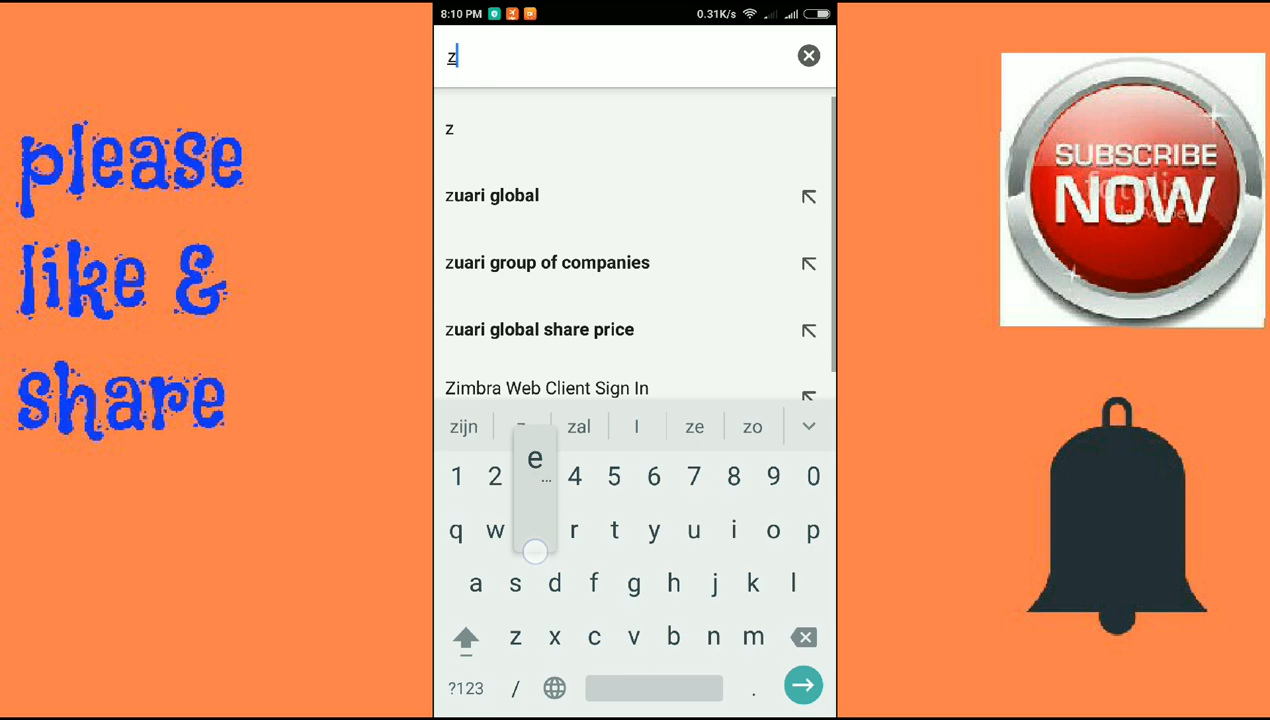 8:10 PM
0.31K/s
z
z
zuari global
zuari group of companies
zuari global share price
Zimbra Web Client Sign In
zijn zal I ze zo
e
...
1 2 4 5 6 7 8 9 0
q w r t y u i o p
a s d f g h j k l
z x c v b n m
?123 / .
please
like &
share
SUBSCRIBE
NOW